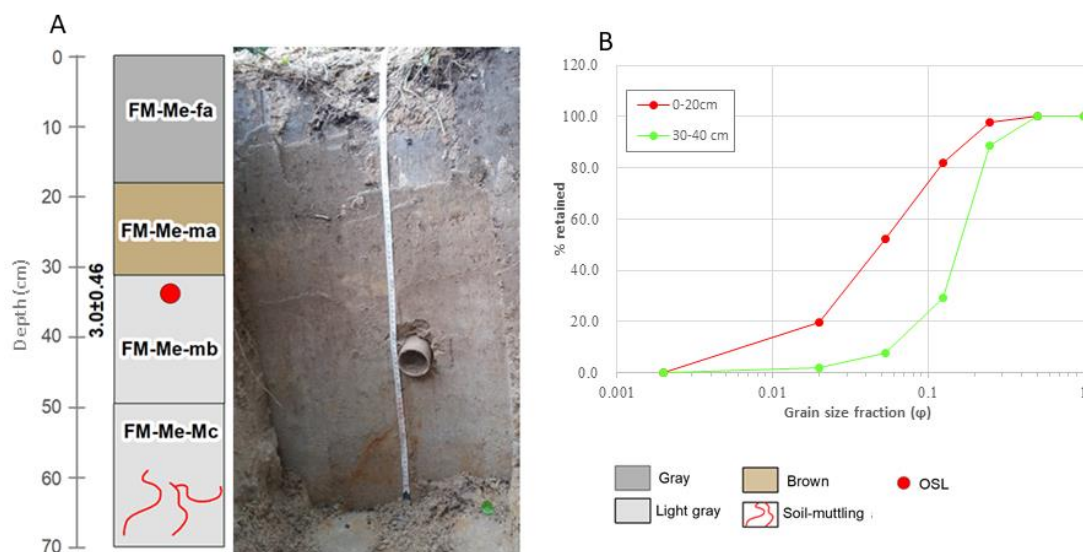 A
Depth (cm)
0
10
20
30
40
50
60
70
FM-Me-fa
FM-Me-ma
FM-Me-mb
FM-Me-Mc
3.0±0.46
B
120.0
100.0
80.0
60.0
40.0
20.0
0.0
% retained
0-20cm
30-40 cm
0.001
0.01
0.1
1
Grain size fraction (φ)
Gray
Brown
OSL
Light gray
Soil-muttling